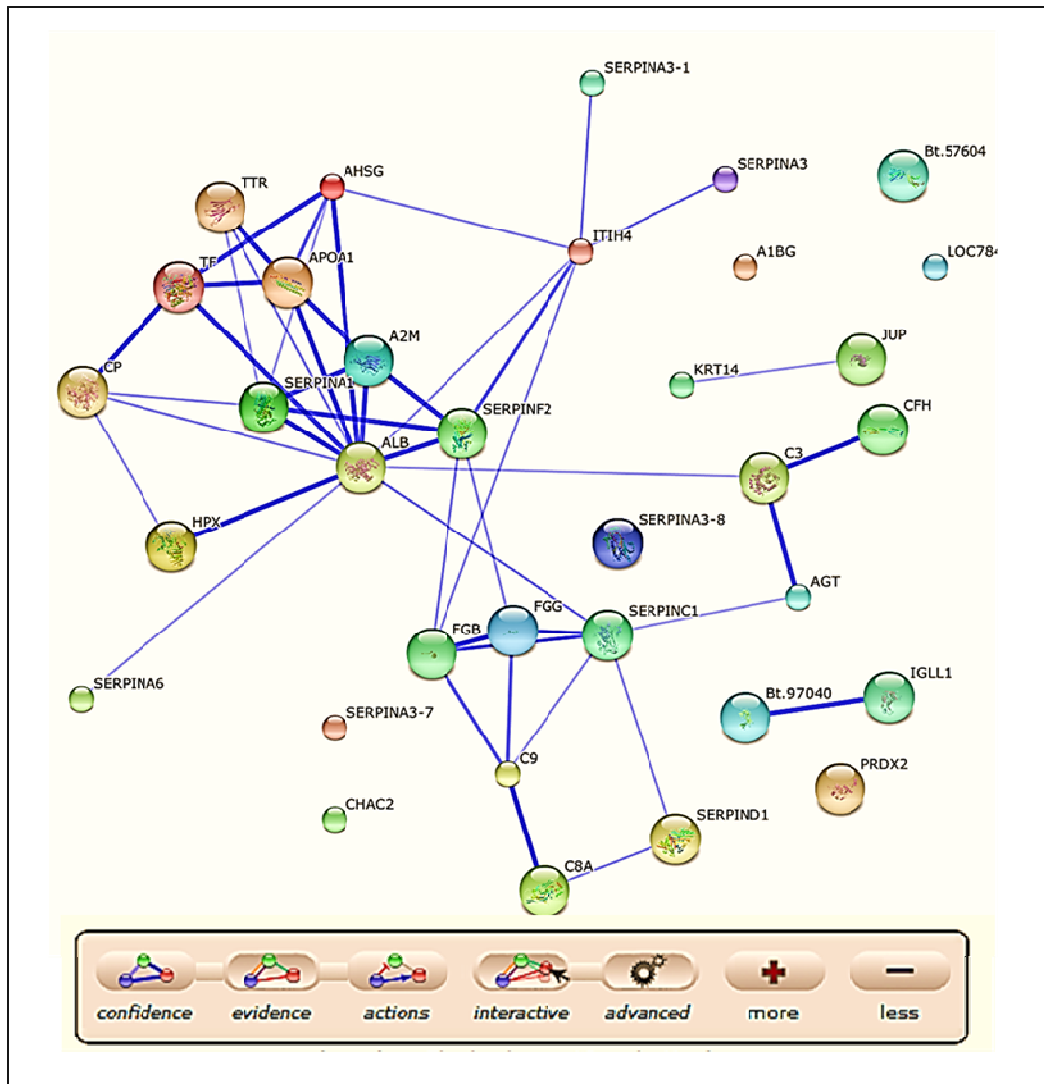 SERPINA3-1
Bt.57604
SERPINA3
AHSG
TTR
ITIH4
APOA1
A1BG
LOC784
TF
A2M
JUP
CP
KRT14
SERPINA1
SERPINF2
CFH
ALB
C3
HPX
SERPINA3-8
AGT
FGG
SERPINC1
FGB
SERPINA6
IGLL1
Bt.97040
SERPINA3-7
C9
PRDX2
CHAC2
SERPIND1
C8A
confidence evidence actions interactive advanced more less